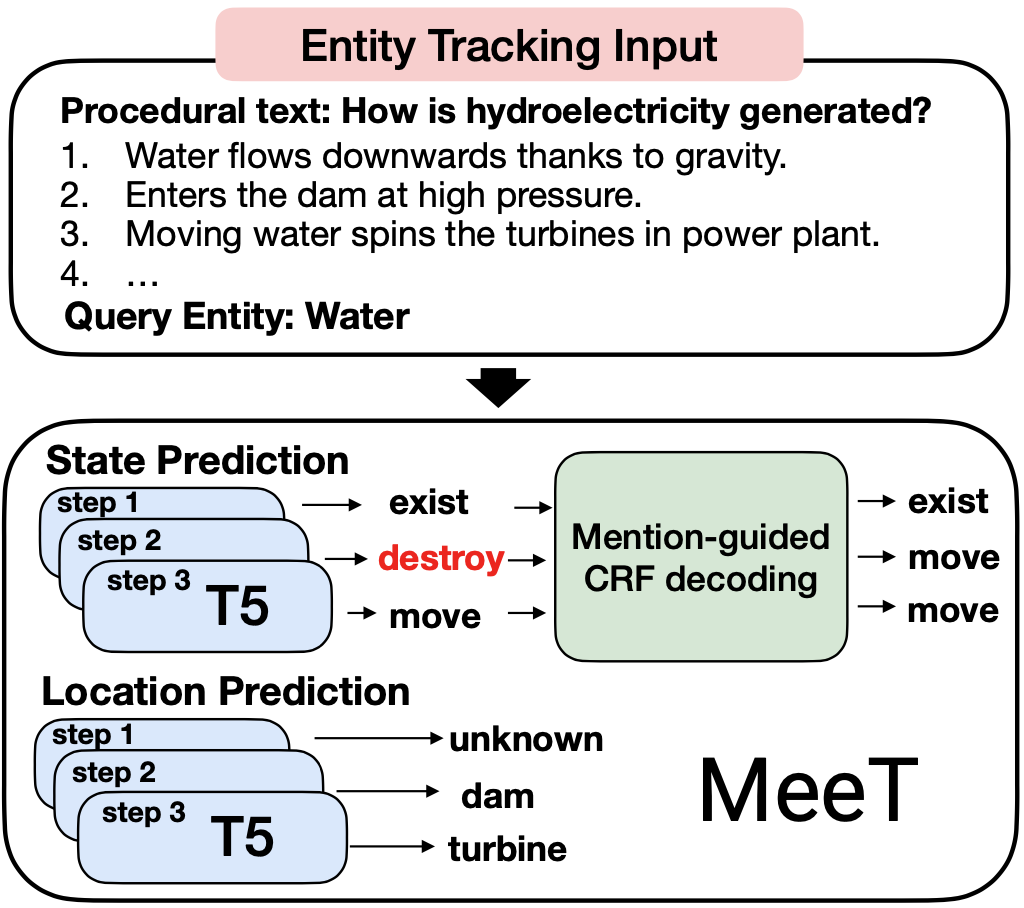 Entity Tracking Input
Procedural text: How is hydroelectricity generated?
1. Water flows downwards thanks to gravity.
2. Enters the dam at high pressure.
3. Moving water spins the turbines in power plant.
4. ...
Query Entity: Water
State Prediction
step 1
step 2
step 3 T5
exist
destroy
move
Mention-guided
CRF decoding
exist
move
move
Location Prediction
step 1
step 2
step 3 T5
unknown
dam
turbine
MeeT